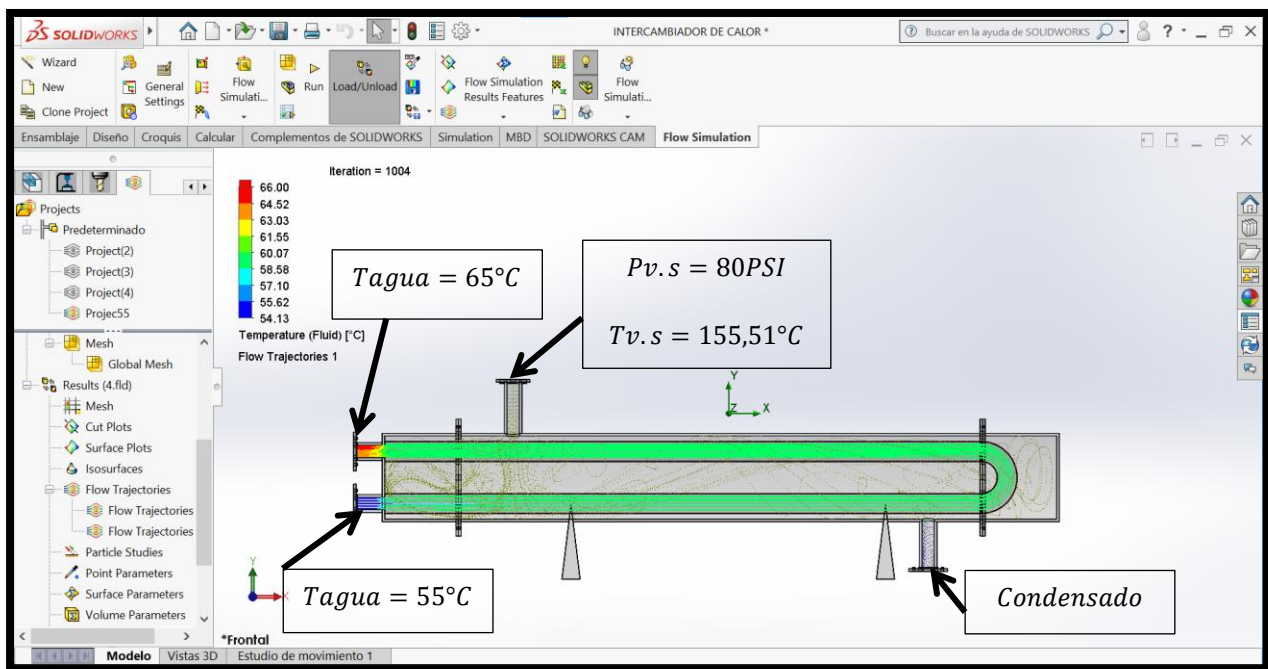 SOLIDWORKS
INTERCAMBIADOR DE CALOR *
Buscar en la ayuda de SOLIDWORKS
Wizard
New
Clone Project
General Settings
Flow Simulati...
Run
Load/Unload
Flow Simulation Results Features
Flow Simulati...
Ensamblaje
Diseño
Croquis
Calcular
Complementos de SOLIDWORKS
Simulation
MBD
SOLIDWORKS CAM
Flow Simulation
Projects
Predeterminado
Project(2)
Project(3)
Project(4)
Projec55
Mesh
Global Mesh
Results (4.fld)
Mesh
Cut Plots
Surface Plots
Isosurfaces
Flow Trajectories
Flow Trajectories
Flow Trajectories
Particle Studies
Point Parameters
Surface Parameters
Volume Parameters
Iteration = 1004
66.00
64.52
63.03
61.55
60.07
58.58
57.10
55.62
54.13
Temperature (Fluid) [°C]
Flow Trajectories 1
Tagua = 65°C
Pv.s = 80PSI
Tv.s = 155,51°C
Y
Z X
Tagua = 55°C
Condensado
Y
X
*Frontal
Modelo
Vistas 3D
Estudio de movimiento 1